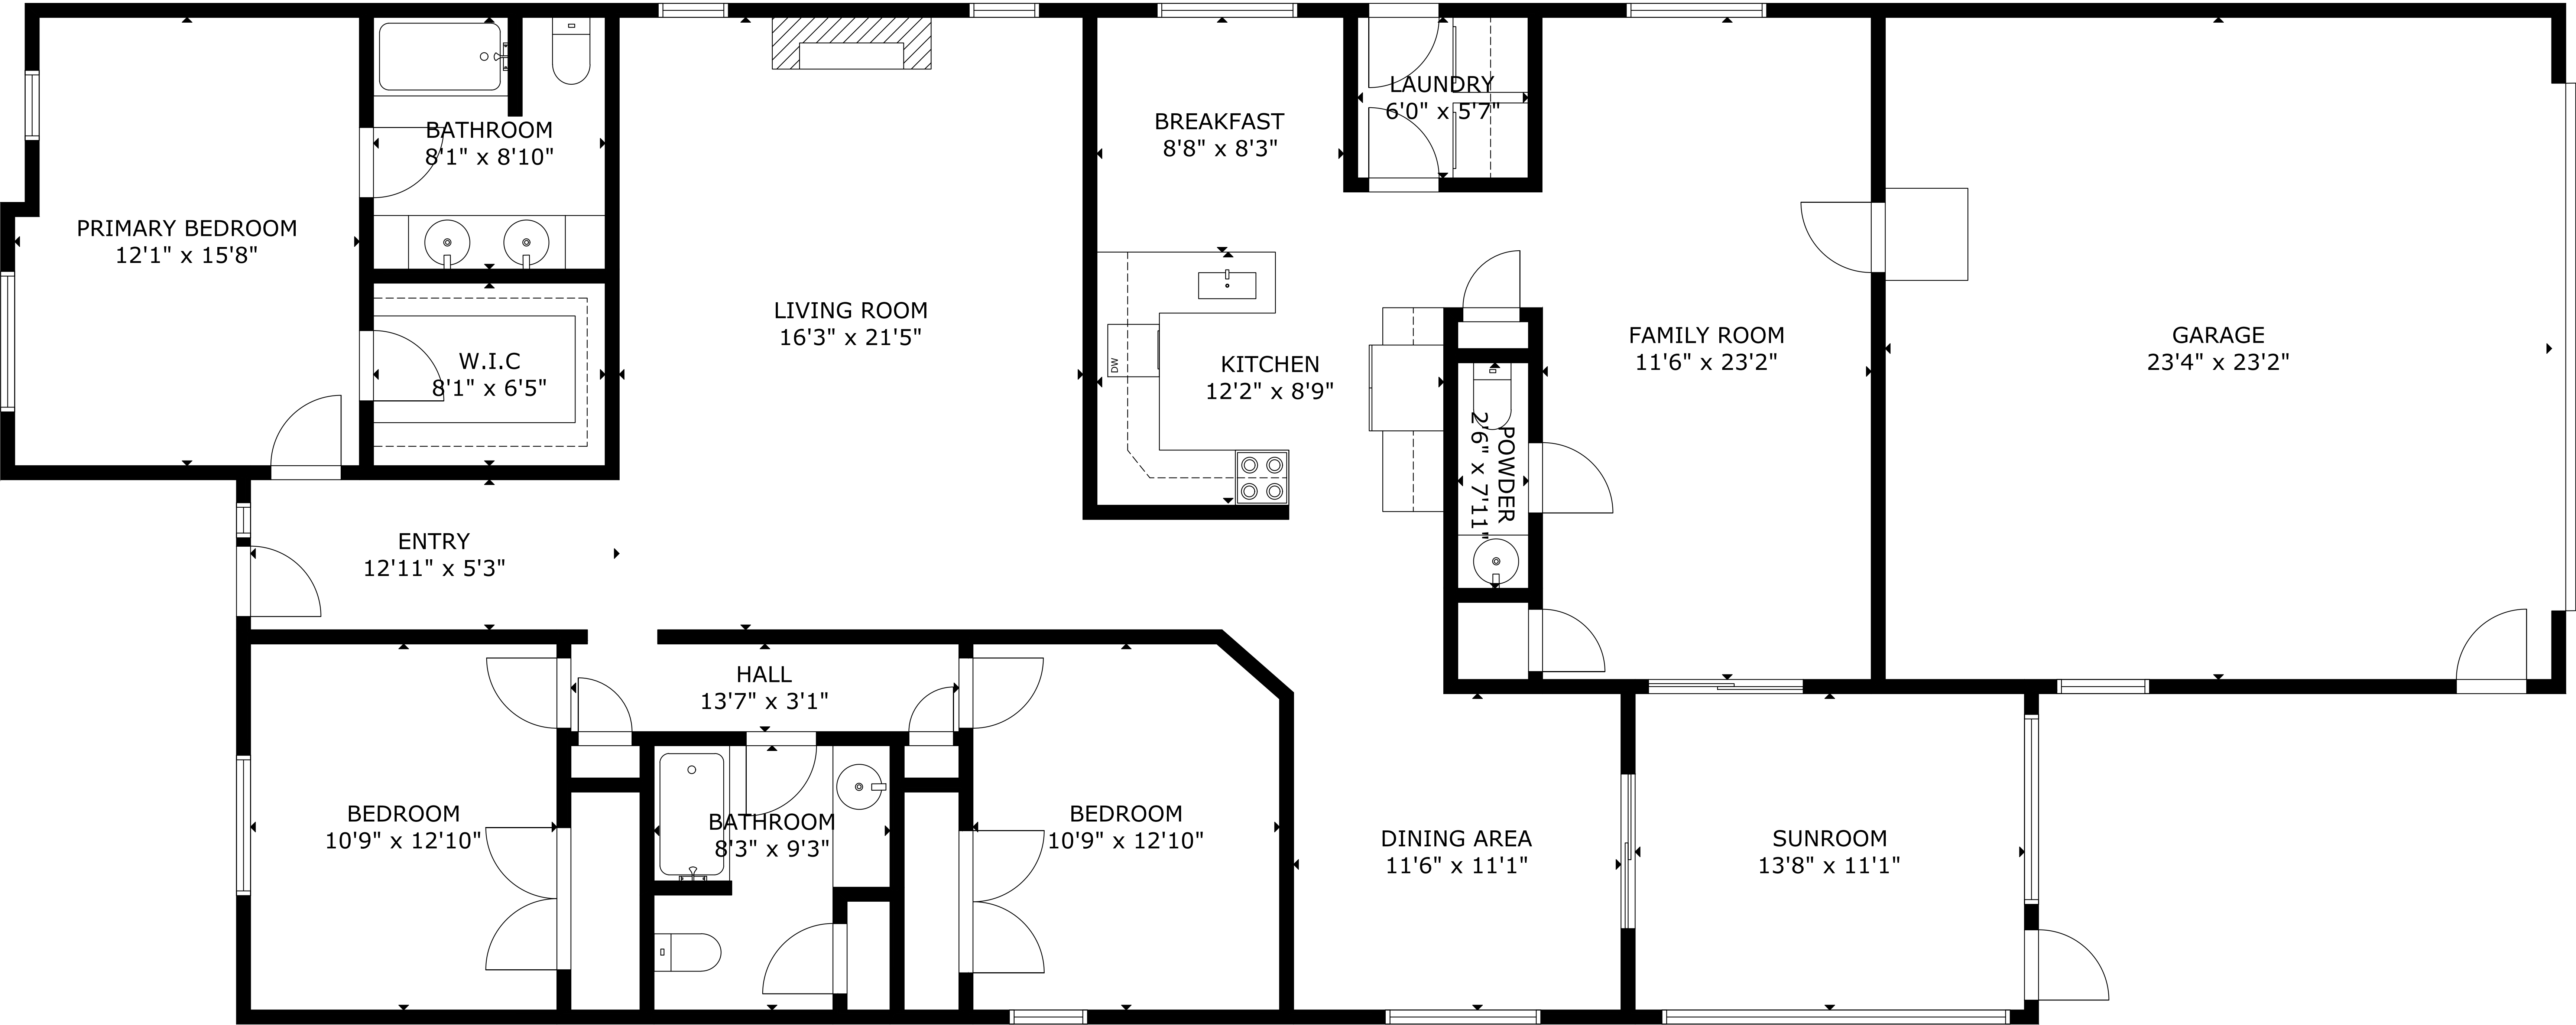 LAUNDRY
6'0" x 5'7"
BREAKFAST
8'8" x 8'3"
BATHROOM
8'1" x 8'10"
PRIMARY BEDROOM
12'1" x 15'8"
LIVING ROOM
16'3" x 21'5"
FAMILY ROOM
11'6" x 23'2"
GARAGE
23'4" x 23'2"
W.I.C
8'1" x 6'5"
DW
KITCHEN
12'2" x 8'9"
POWDER
2'6" x 7'11"
ENTRY
12'11" x 5'3"
HALL
13'7" x 3'1"
BEDROOM
10'9" x 12'10"
BATHROOM
8'3" x 9'3"
BEDROOM
10'9" x 12'10"
DINING AREA
11'6" x 11'1"
SUNROOM
13'8" x 11'1"